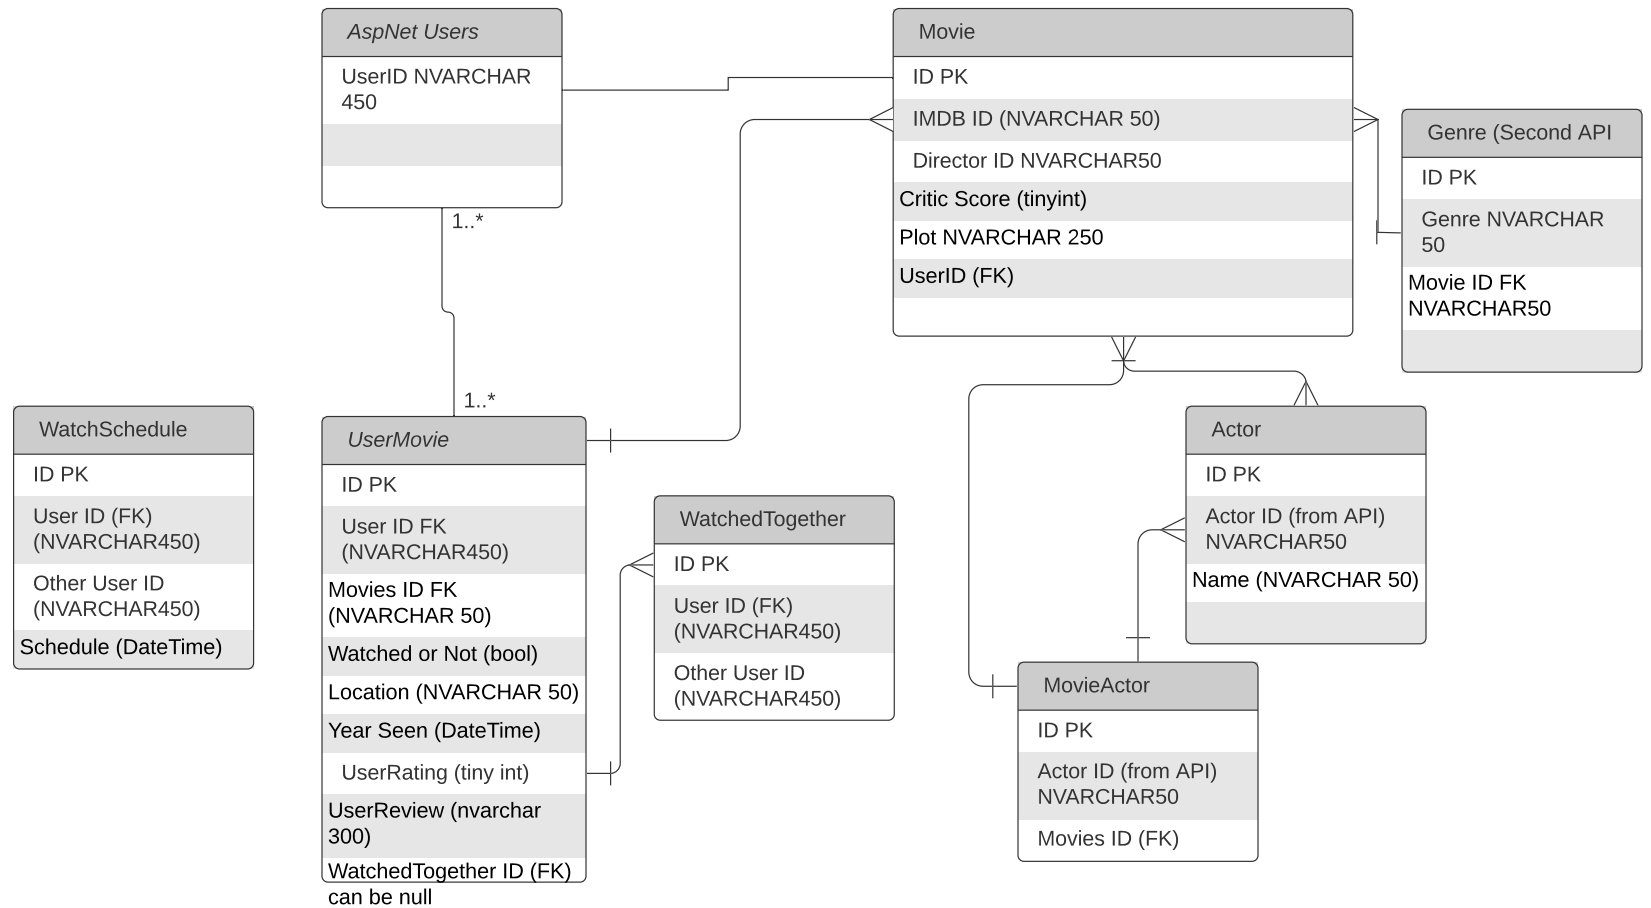 AspNet Users
UserID NVARCHAR
450
1..*
1..*
Movie
ID PK
IMDB ID (NVARCHAR 50)
Director ID NVARCHAR50
Critic Score (tinyint)
Plot NVARCHAR 250
UserID (FK)
Genre (Second API
ID PK
Genre NVARCHAR
50
Movie ID FK
NVARCHAR50
WatchSchedule
ID PK
User ID (FK)
(NVARCHAR450)
Other User ID
(NVARCHAR450)
Schedule (DateTime)
UserMovie
ID PK
User ID FK
(NVARCHAR450)
Movies ID FK
(NVARCHAR 50)
Watched or Not (bool)
Location (NVARCHAR 50)
Year Seen (DateTime)
UserRating (tiny int)
UserReview (nvarchar
300)
WatchedTogether ID (FK)
can be null
WatchedTogether
ID PK
User ID (FK)
(NVARCHAR450)
Other User ID
(NVARCHAR450)
Actor
ID PK
Actor ID (from API)
NVARCHAR50
Name (NVARCHAR 50)
MovieActor
ID PK
Actor ID (from API)
NVARCHAR50
Movies ID (FK)